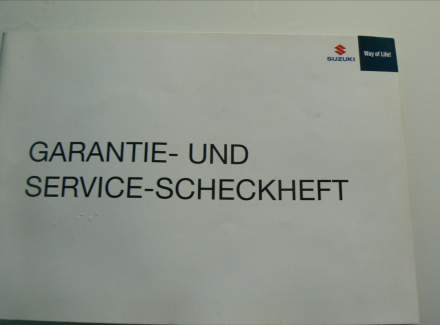 SUZUKI
Way of Life!
GARANTIE- UND
SERVICE-SCHECKHEFT